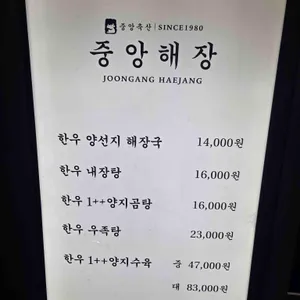 중앙축산 | SINCE1980
중앙해장
JOONGANG HAEJANG
한우 양선지 해장국 14,000원
한우 내장탕 16,000원
한우 1++양지곰탕 16,000원
한우 우족탕 23,000원
한우 1++양지수육 중 47,000원
대 83,000원